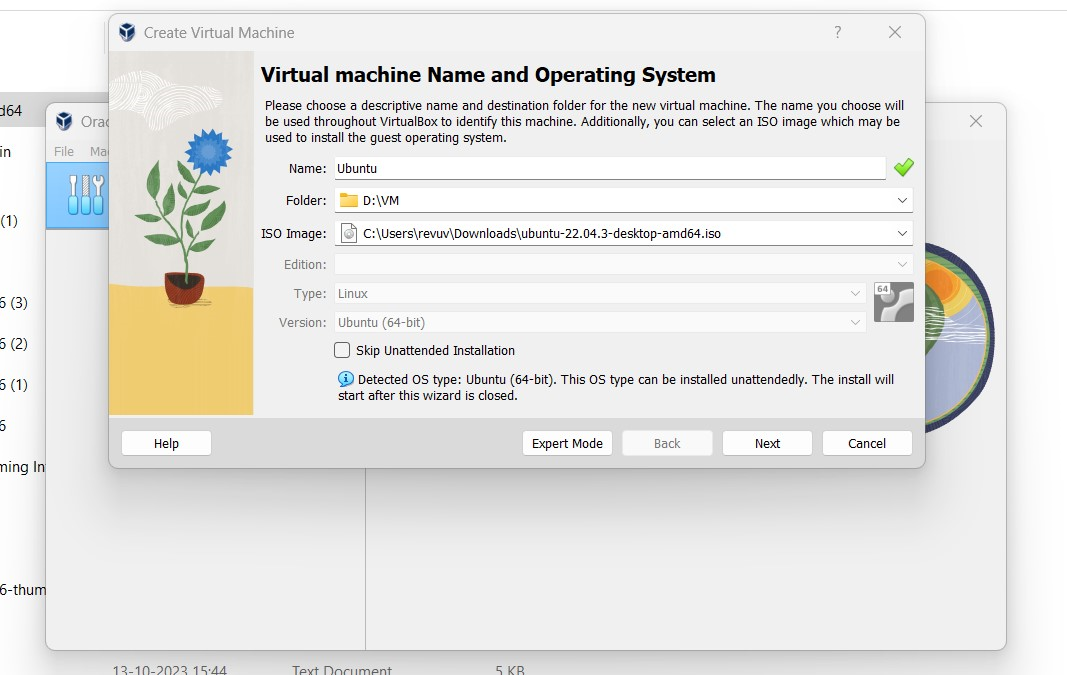 Create Virtual Machine
?
Virtual machine Name and Operating System
Please choose a descriptive name and destination folder for the new virtual machine. The name you choose will
be used throughout VirtualBox to identify this machine. Additionally, you can select an ISO image which may be
used to install the guest operating system.
Name: Ubuntu
Folder: D:\VM
ISO Image: C:\Users\revuv\Downloads\ubuntu-22.04.3-desktop-amd64.iso
Edition:
Type: Linux
64
Version: Ubuntu (64-bit)
Skip Unattended Installation
Detected OS type: Ubuntu (64-bit). This OS type can be installed unattendedly. The install will
start after this wizard is closed.
Help Expert Mode Back Next Cancel
d64
Orac
in
File Ma
(1)
6 (3)
6 (2)
6 (1)
6
ming In
6-thum
13-10-2023 15:44 Text Document 5 KB